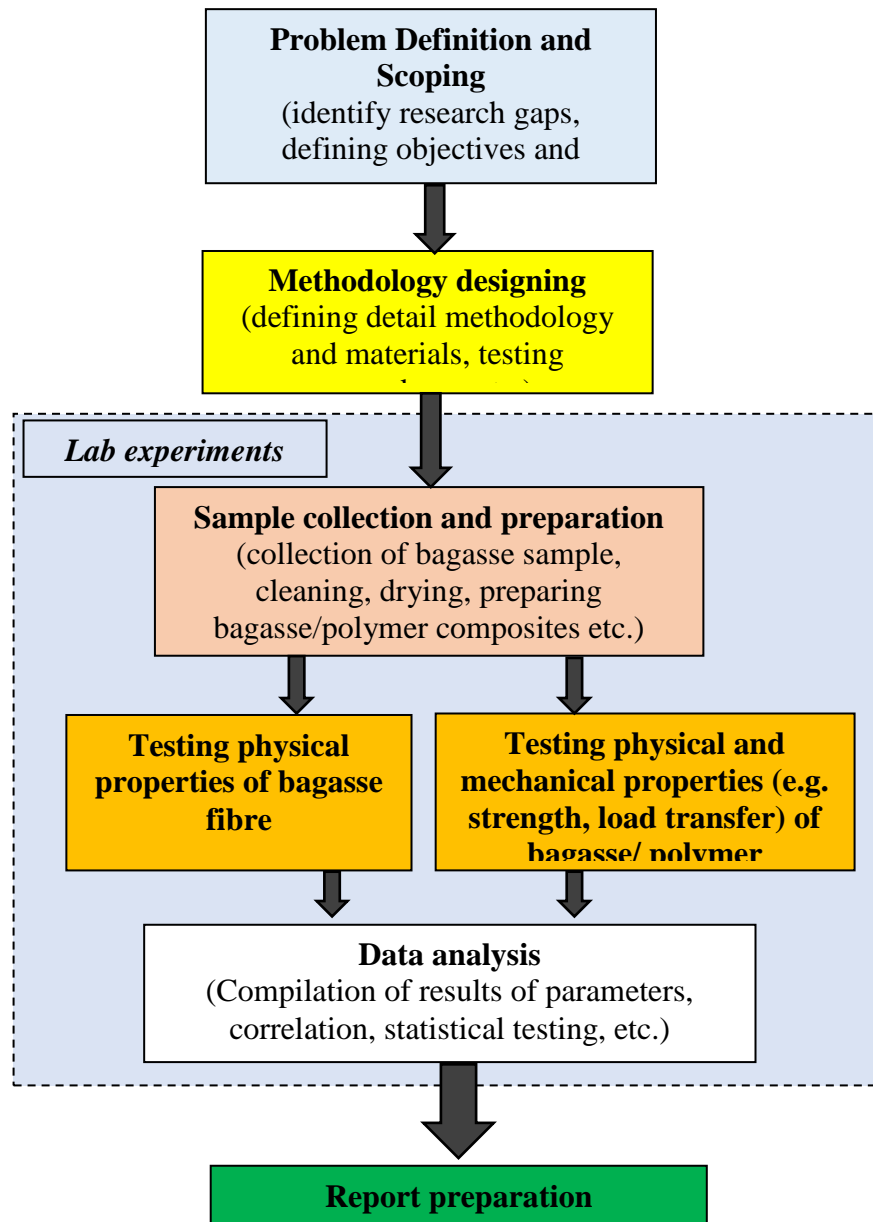 Problem Definition and
Scoping
(identify research gaps,
defining objectives and
Methodology designing
(defining detail methodology
and materials, testing
Lab experiments
Sample collection and preparation
(collection of bagasse sample,
cleaning, drying, preparing
bagasse/polymer composites etc.)
Testing physical
properties of bagasse
fibre
Testing physical and
mechanical properties (e.g.
strength, load transfer) of
bagasse/ polymer
Data analysis
(Compilation of results of parameters,
correlation, statistical testing, etc.)
Report preparation